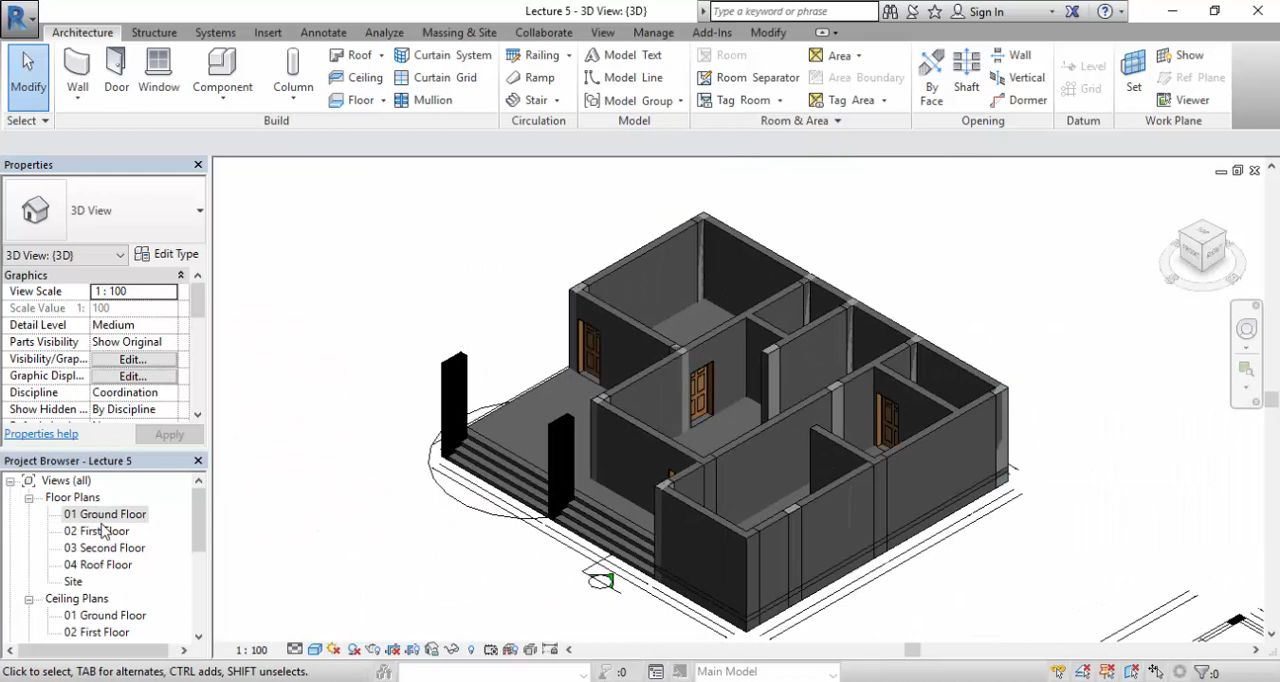 Lecture 5 - 3D View: {3D}
Type a keyword or phrase
Sign In
Architecture Structure Systems Insert Annotate Analyze Massing & Site Collaborate View Manage Add-Ins Modify
Modify
Wall
Door
Window
Component
Column
Roof
Ceiling
Floor
Curtain System
Curtain Grid
Mullion
Railing
Ramp
Stair
Model Text
Model Line
Model Group
Room
Room Separator
Tag Room
Area
Area Boundary
Tag Area
By Face
Shaft
Wall
Vertical
Dormer
Level
Grid
Set
Show
Ref Plane
Viewer
Select
Build
Circulation
Model
Room & Area
Opening
Datum
Work Plane
Properties
3D View
3D View: {3D}
Edit Type
Graphics
View Scale 1 : 100
Scale Value 1: 100
Detail Level Medium
Parts Visibility Show Original
Visibility/Grap... Edit...
Graphic Displ... Edit...
Discipline Coordination
Show Hidden ... By Discipline
Properties help
Apply
Project Browser - Lecture 5
Views (all)
Floor Plans
01 Ground Floor
02 First Floor
03 Second Floor
04 Roof Floor
Site
Ceiling Plans
01 Ground Floor
02 First Floor
1 : 100
Click to select, TAB for alternates, CTRL adds, SHIFT unselects.
:0
Main Model
:0